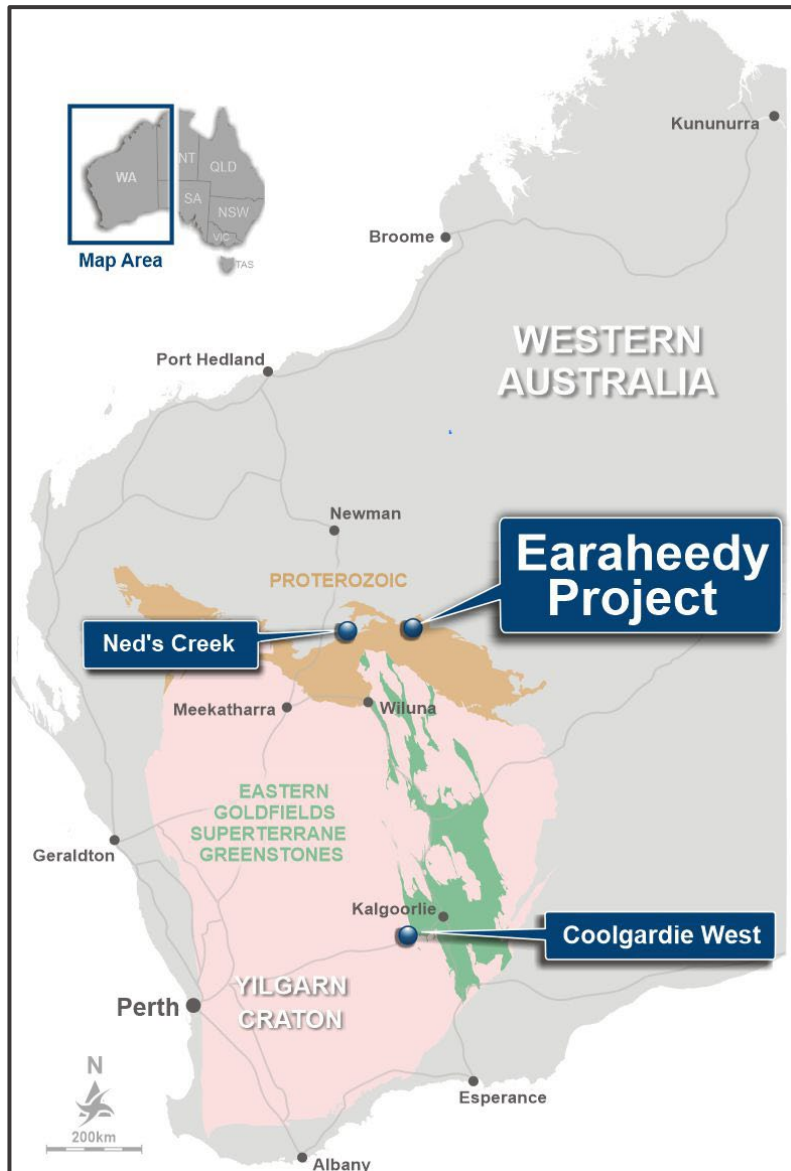 WA
NT
QLD
SA
NSW
VIC
TAS
Map Area
Kununurra
Broome
WESTERN
AUSTRALIA
Port Hedland
Newman
PROTEROZOIC
Earaheedy
Project
Ned's Creek
Meekatharra
Wiluna
EASTERN
GOLDFIELDS
SUPERTERRANE
GREENSTONES
Geraldton
Kalgoorlie
Coolgardie West
YILGARN
CRATON
Perth
N
200km
Esperance
Albany